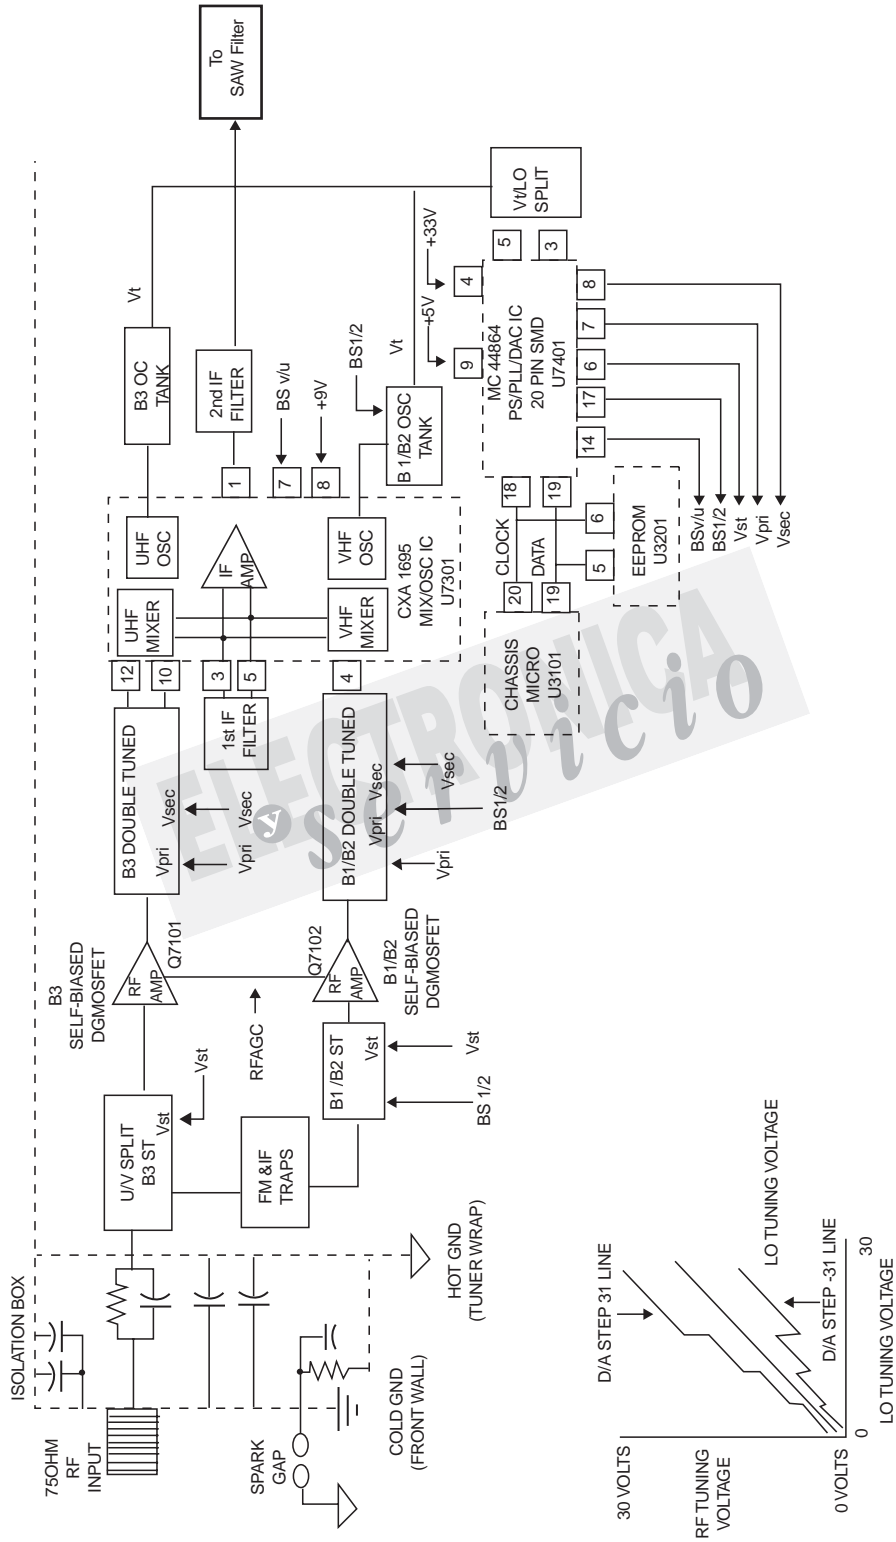 ISOLATION BOX
75OHM
RF
INPUT
SPARK
GAP
COLD GND
(FRONT WALL)
HOT GND
(TUNER WRAP)
U/V SPLIT
B3 ST
Vst
Vst
FM &IF
TRAPS
B3
SELF-BIASED
DGMOSFET
RF
AMP
Q7101
RFAGC
B1 /B2 ST
Vst
BS 1/2
Vst
Q7102
RF
AMP
B1/B2
SELF-BIASED
DGMOSFET
B3 DOUBLE TUNED
Vpri
Vsec
Vpri
Vsec
1st IF
FILTER
B1/B2 DOUBLE TUNED
Vpri
Vsec
Vpri
BS1/2
Vsec
12
10
3
5
4
UHF
MIXER
UHF
OSC
IF
AMP
VHF
MIXER
VHF
OSC
CXA 1695
MIX/OSC IC
U7301
1
7
8
BS v/u
+9V
B3 OC
TANK
Vt
2nd IF
FILTER
To
SAW Filter
BS1/2
B 1/B2 OSC
TANK
Vt
+5V
+33V
9
4
Vt/LO
SPLIT
5
3
MC 44864
PS/PLL/DAC IC
20 PIN SMD
U7401
18
19
14
17
6
7
8
CLOCK
DATA
20
19
CHASSIS
MICRO
U3101
5
6
EEPROM
U3201
BSv/u
BS1/2
Vst
Vpri
Vsec
ELECTRONICA
y servicio
30 VOLTS
RF TUNING
VOLTAGE
0 VOLTS
D/A STEP 31 LINE
LO TUNING VOLTAGE
D/A STEP -31 LINE
0
30
LO TUNING VOLTAGE